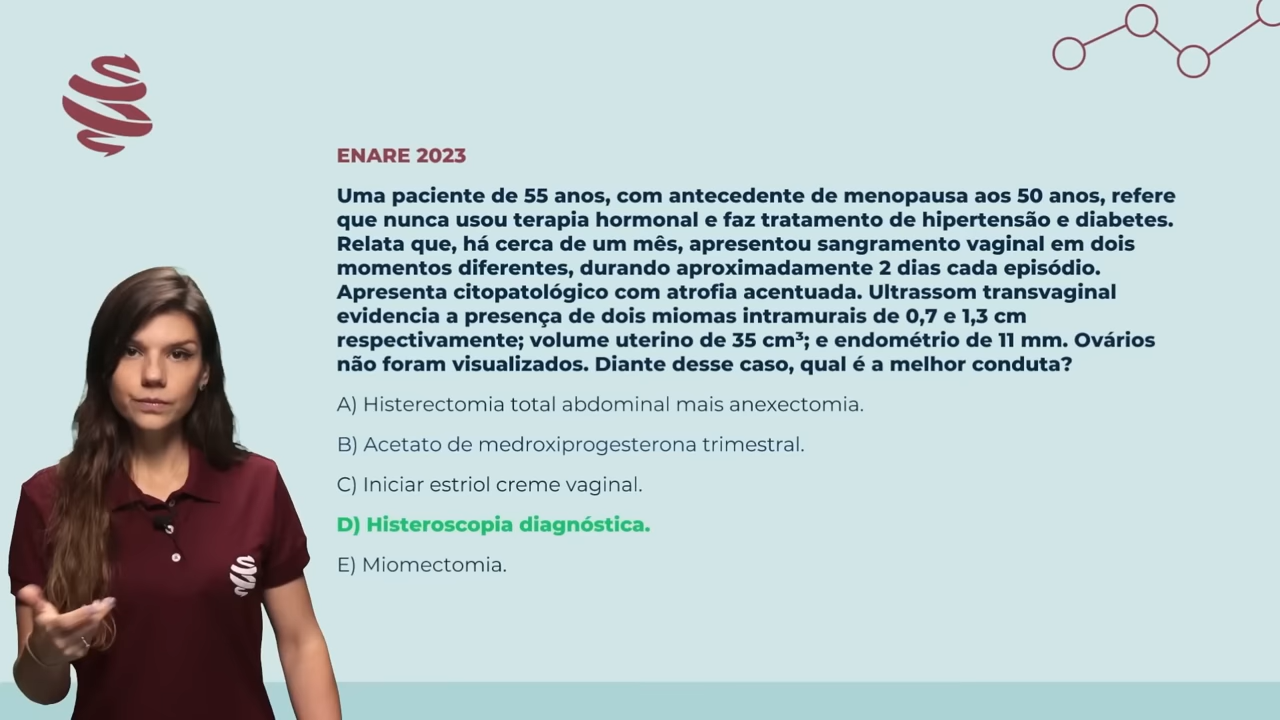 ENARE 2023
Uma paciente de 55 anos, com antecedente de menopausa aos 50 anos, refere
que nunca usou terapia hormonal e faz tratamento de hipertensão e diabetes.
Relata que, há cerca de um mês, apresentou sangramento vaginal em dois
momentos diferentes, durando aproximadamente 2 dias cada episódio.
Apresenta citopatológico com atrofia acentuada. Ultrassom transvaginal
evidencia a presença de dois miomas intramurais de 0,7 e 1,3 cm
respectivamente; volume uterino de 35 cm³; e endométrio de 11 mm. Ovários
não foram visualizados. Diante desse caso, qual é a melhor conduta?
A) Histerectomia total abdominal mais anexectomia.
B) Acetato de medroxiprogesterona trimestral.
C) Iniciar estriol creme vaginal.
D) Histeroscopia diagnóstica.
E) Miomectomia.